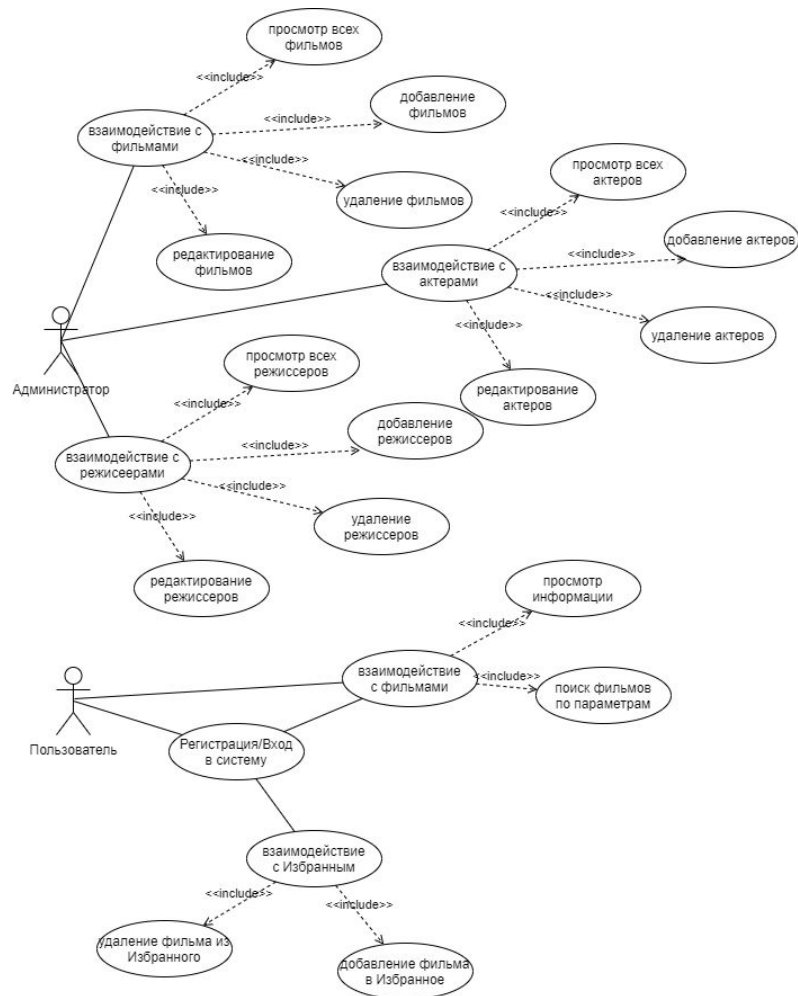 просмотр всех
фильмов
<<include>>
добавление
фильмов
<<include>>
взаимодействие с
фильмами
<<include>>
просмотр всех
актеров
<<include>>
удаление фильмов
<<include>>
добавление актеров
редактирование
фильмов
взаимодействие с
актерами
<<include>>
<<include>>
<<include>>
удаление актеров
просмотр всех
режиссеров
Администратор
редактирование
актеров
<<include>>
добавление
режиссеров
<<include>>
взаимодействие с
режисеерами
<<include>>
<<include>>
удаление
режиссеров
редактирование
режиссеров
просмотр
информации
<<include>>
взаимодействие
с фильмами
<<include>>
поиск фильмов
по параметрам
Пользователь
Регистрация/Вход
в систему
взаимодействие
с Избранным
<<include>>
<<include>>
удаление фильма из
Избранного
добавление фильма
в Избранное